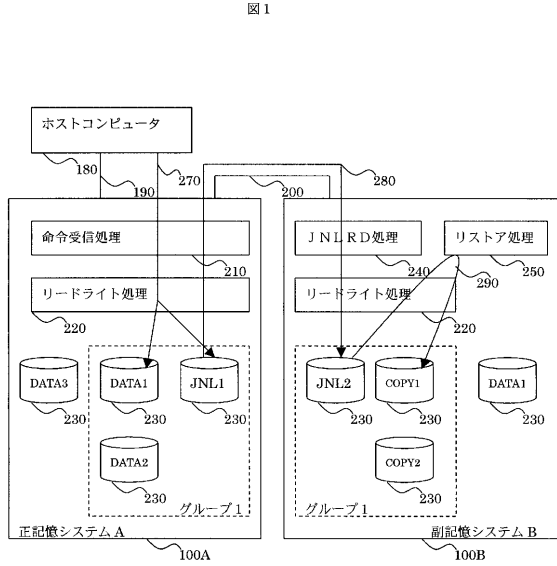 図1
ホストコンピュータ
180
190
270
200
280
命令受信処理
210
リードライト処理
220
DATA3
230
DATA1
230
JNL1
230
DATA2
230
グループ1
正記憶システムA
100A
JNLRD処理
240
リストア処理
290
250
リードライト処理
220
JNL2
230
COPY1
230
DATA1
230
COPY2
230
グループ1
副記憶システムB
100B